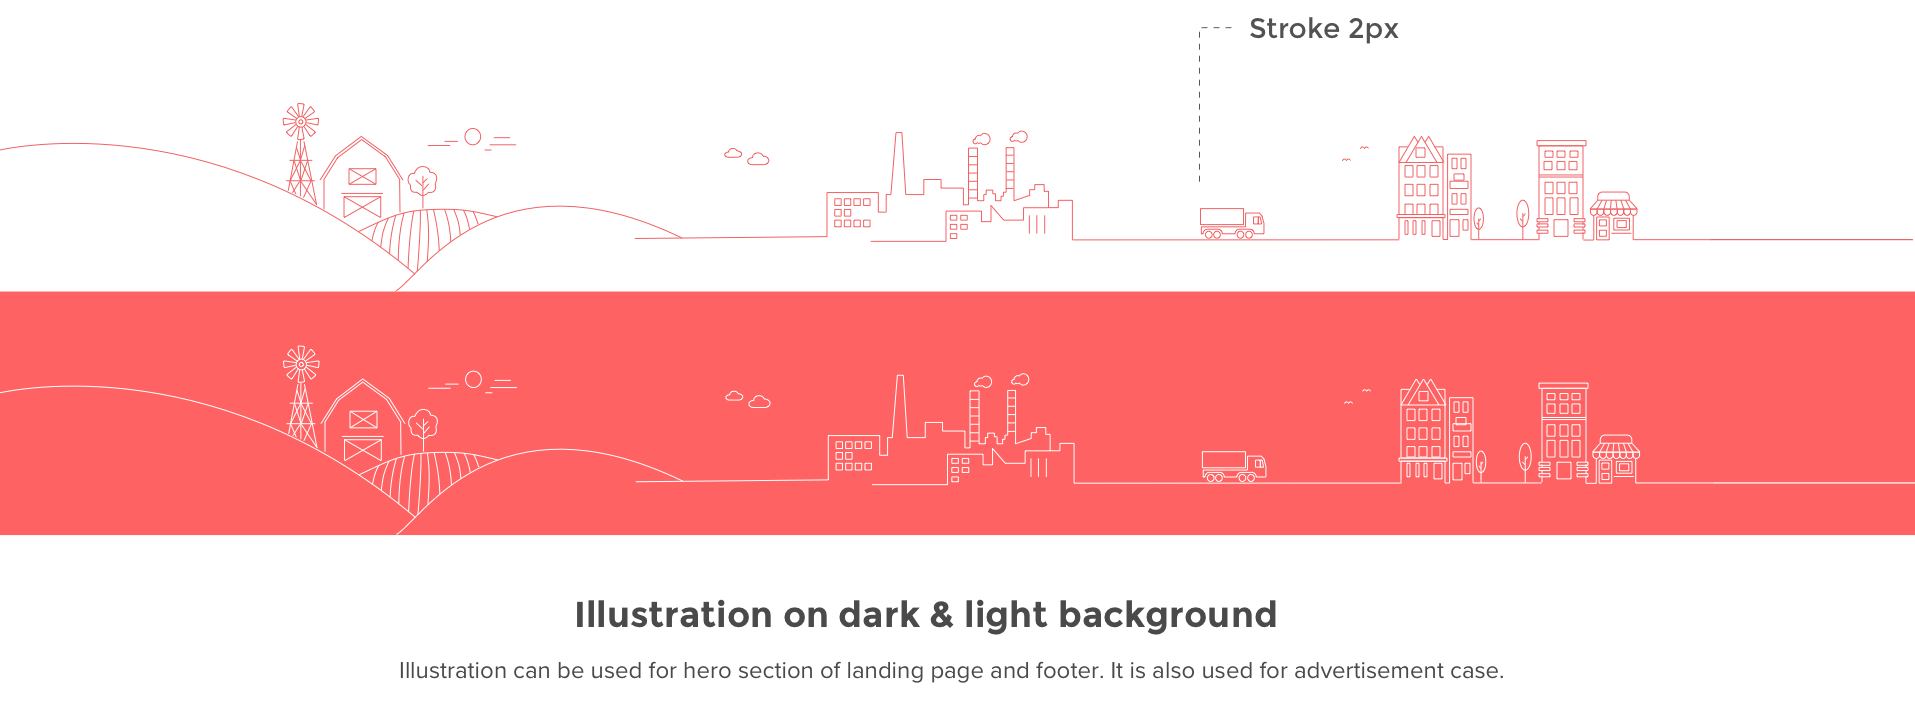 Stroke 2px
Illustration on dark & light background
Illustration can be used for hero section of landing page and footer. It is also used for advertisement case.